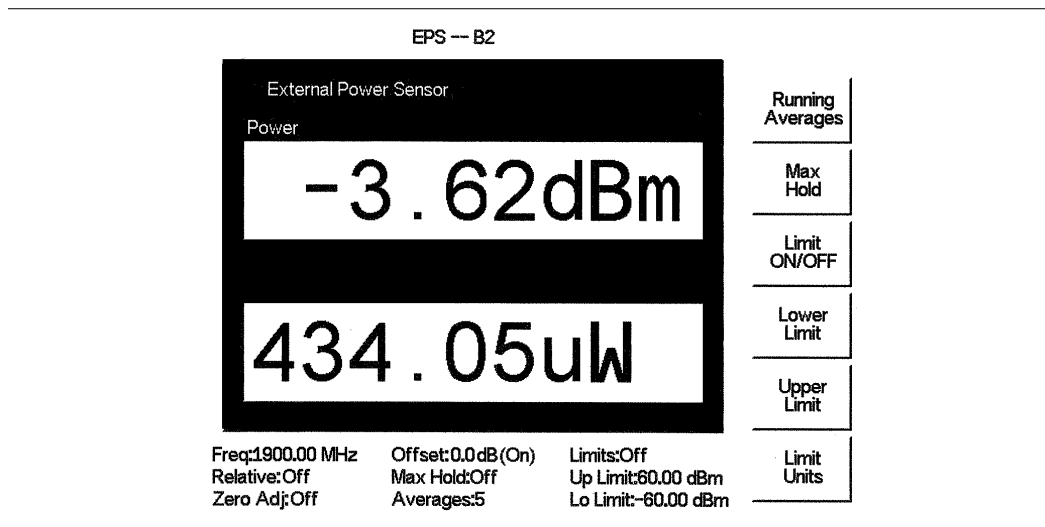 EPS -- B2
External Power Sensor
Power
-3.62dBm
434.05uW
Running
Averages
Max
Hold
Limit
ON/OFF
Lower
Limit
Upper
Limit
Limit
Units
Freq:1900.00 MHz Offset:0.0dB(On) Limits:Off
Relative:Off Max Hold:Off Up Limit:60.00 dBm
Zero Adj:Off Averages:5 Lo Limit:-60.00 dBm